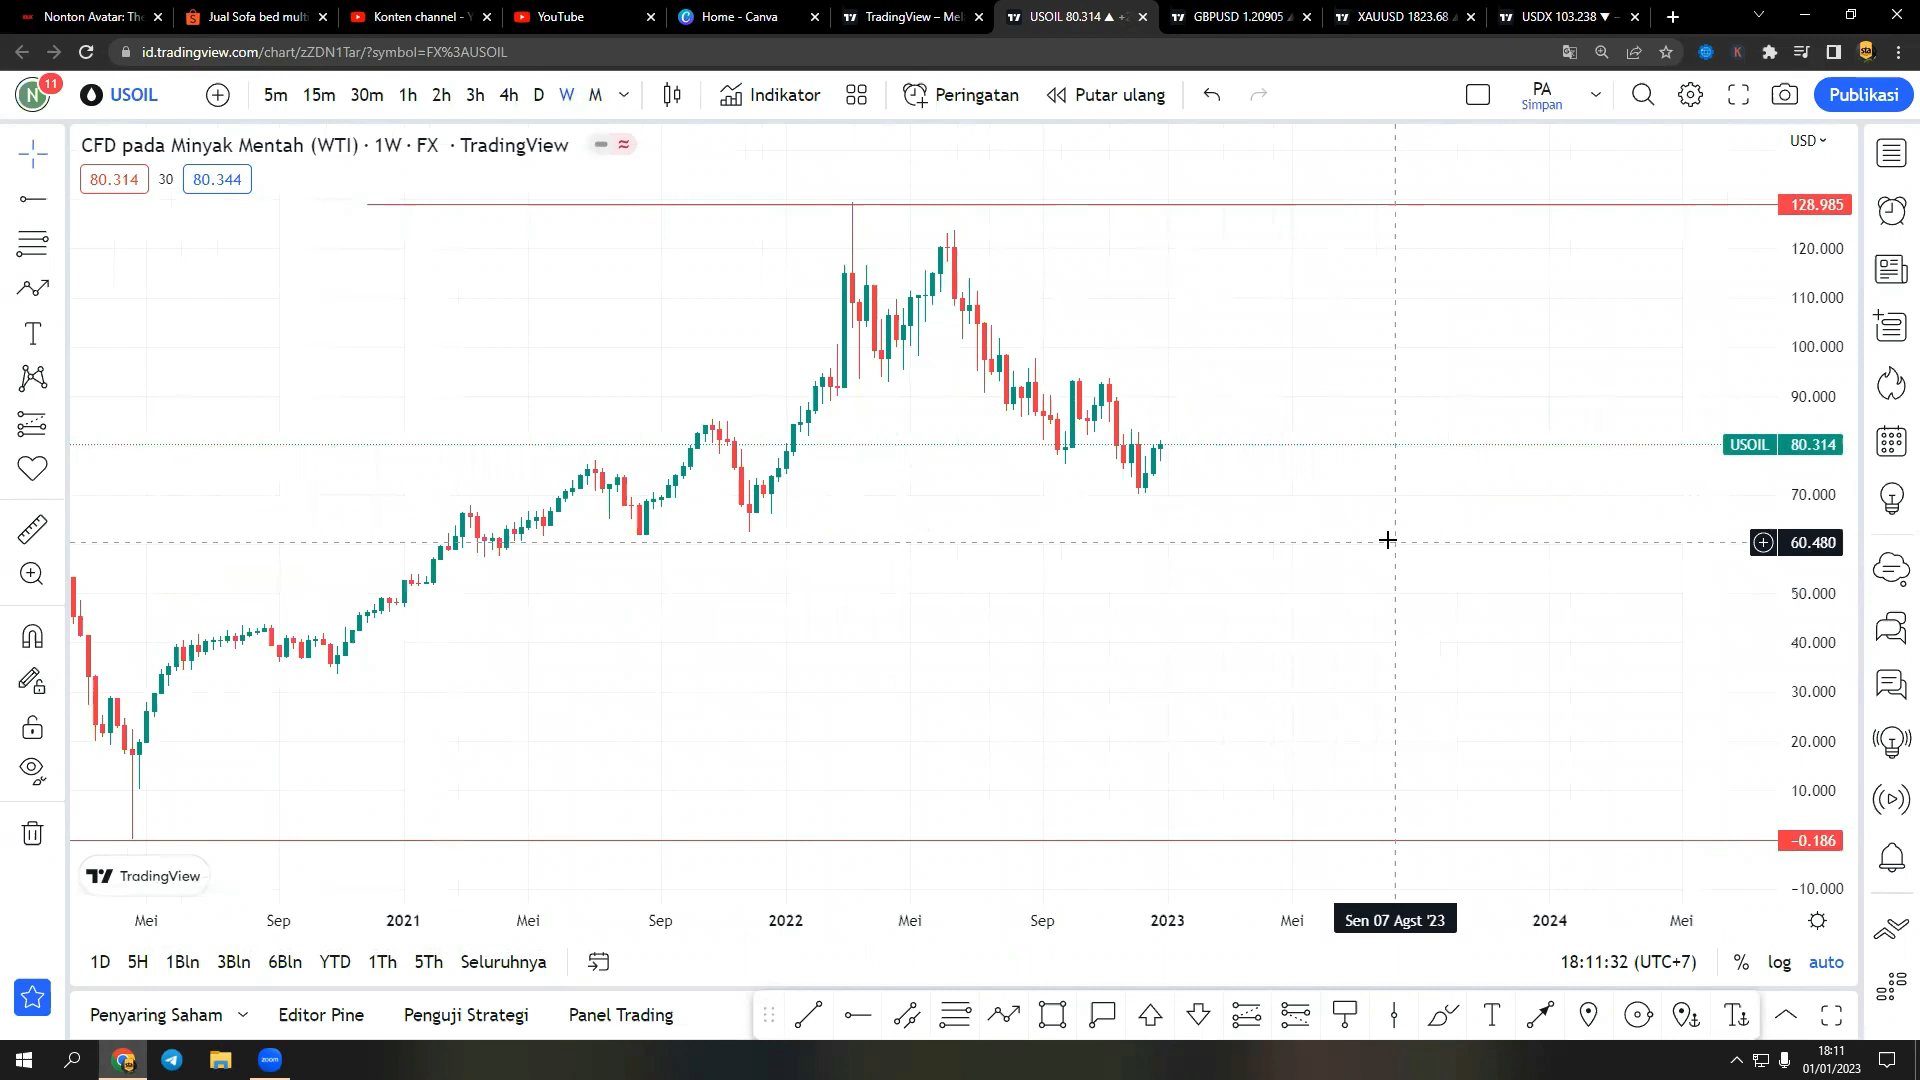 Nonton Avatar: The
Jual Sofa bed multi
Konten channel - Y
YouTube
Home - Canva
TradingView – Mel
USOIL 80.314 ▲ +2
GBPUSD 1.20905
XAUUSD 1823.68
USDX 103.238 ▼ –
id.tradingview.com/chart/zZDN1Tar/?symbol=FX%3AUSOIL
N
11
USOIL
5m 15m 30m 1h 2h 3h 4h D W M
Indikator
Peringatan
Putar ulang
PA
Simpan
Publikasi
CFD pada Minyak Mentah (WTI) · 1W · FX · TradingView
USD
80.314 30 80.344
128.985
120.000
110.000
100.000
90.000
USOIL 80.314
70.000
60.480
50.000
40.000
30.000
20.000
10.000
−0.186
−10.000
TradingView
Mei Sep 2021 Mei Sep 2022 Mei Sep 2023 Mei Sen 07 Agst '23 2024 Mei
1D 5H 1Bln 3Bln 6Bln YTD 1Th 5Th Seluruhnya
18:11:32 (UTC+7) % log auto
Penyaring Saham Editor Pine Penguji Strategi Panel Trading
zoom
18:11
01/01/2023